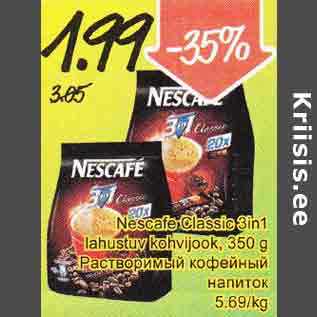 1.99
-35%
3.05
NESCAFÉ
3in1
Classic
20x
NESCAFÉ
3in1
Classic
20x
Nescafe Classic 3in1
lahustuv kohvijook, 350 g
Растворимый кофейный
напиток
5.69/kg
Kriisis.ee